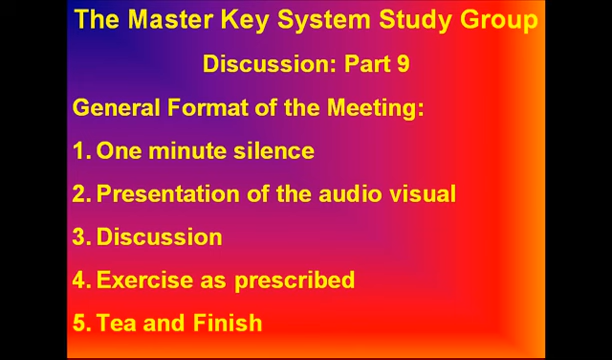 The Master Key System Study Group
Discussion: Part 9
General Format of the Meeting:
1. One minute silence
2. Presentation of the audio visual
3. Discussion
4. Exercise as prescribed
5. Tea and Finish